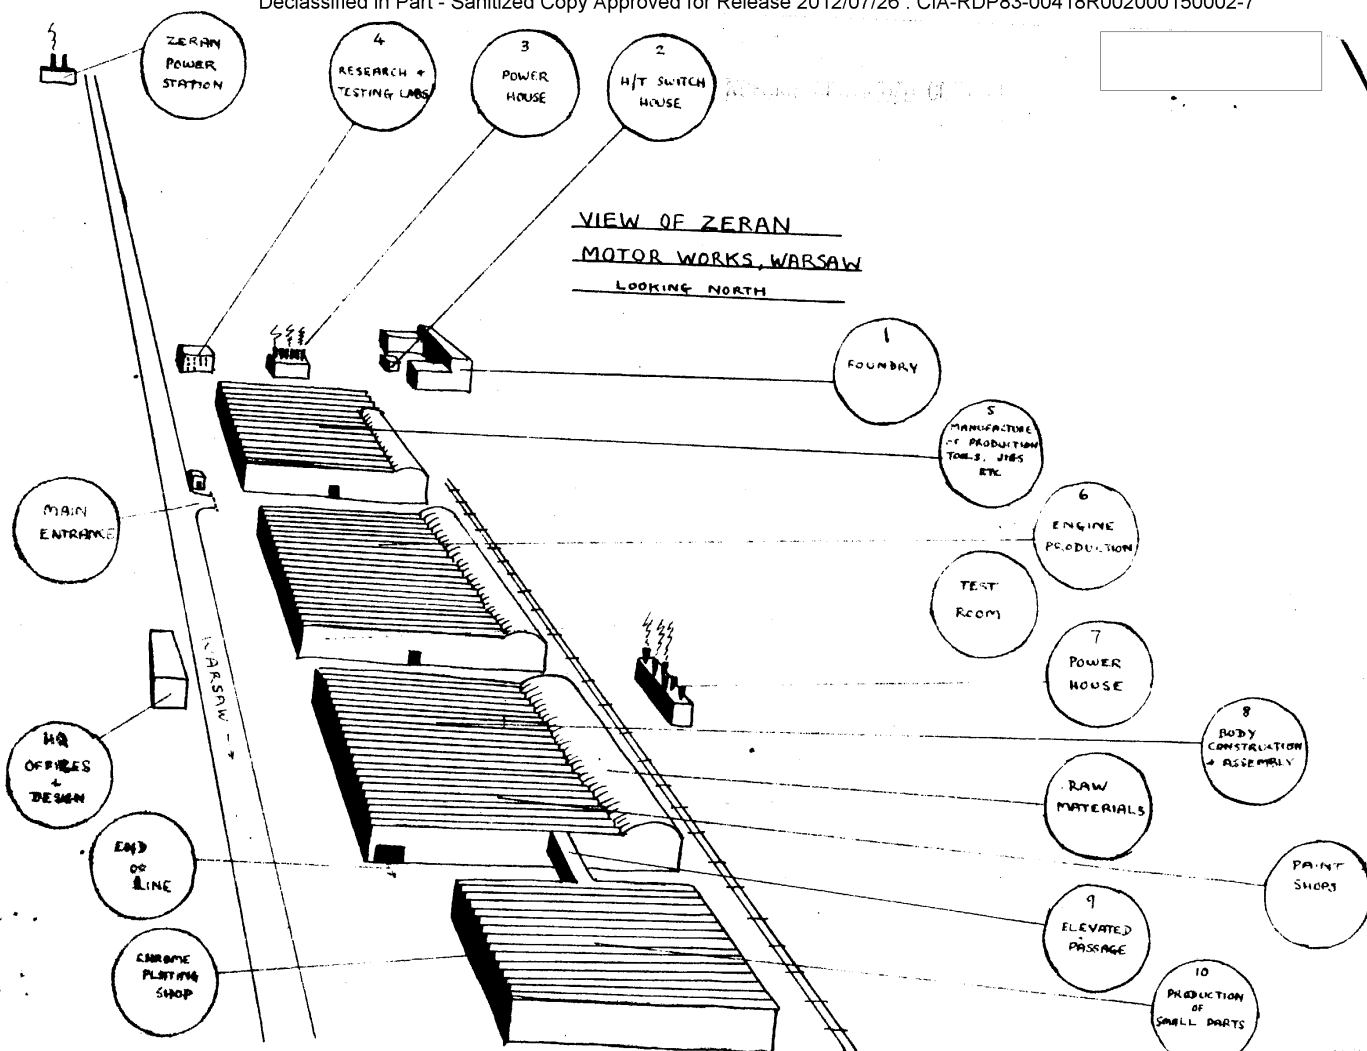 Declassified in Part - Sanitized Copy Approved for Release 2012/07/26 : CIA-RDP83-00418R002000150002-7
ZERAN
POWER
STATION
4
RESEARCH +
TESTING LABS
3
POWER
HOUSE
2
H/T SWITCH
HOUSE
VIEW OF ZERAN
MOTOR WORKS, WARSAW
LOOKING NORTH
1
FOUNDRY
5
MANUFACTURE
OF PRODUCTION
TOOLS, JIGS
ETC
MAIN
ENTRANCE
6
ENGINE
PRODUCTION
TEST
ROOM
7
POWER
HOUSE
WARSAW
8
BODY
CONSTRUCTION
+ ASSEMBLY
HQ
OFFICES
+
DESIGN
RAW
MATERIALS
END
OF
LINE
PAINT
SHOPS
9
ELEVATED
PASSAGE
CHROME
PLATING
SHOP
10
PRODUCTION
OF
SMALL PARTS